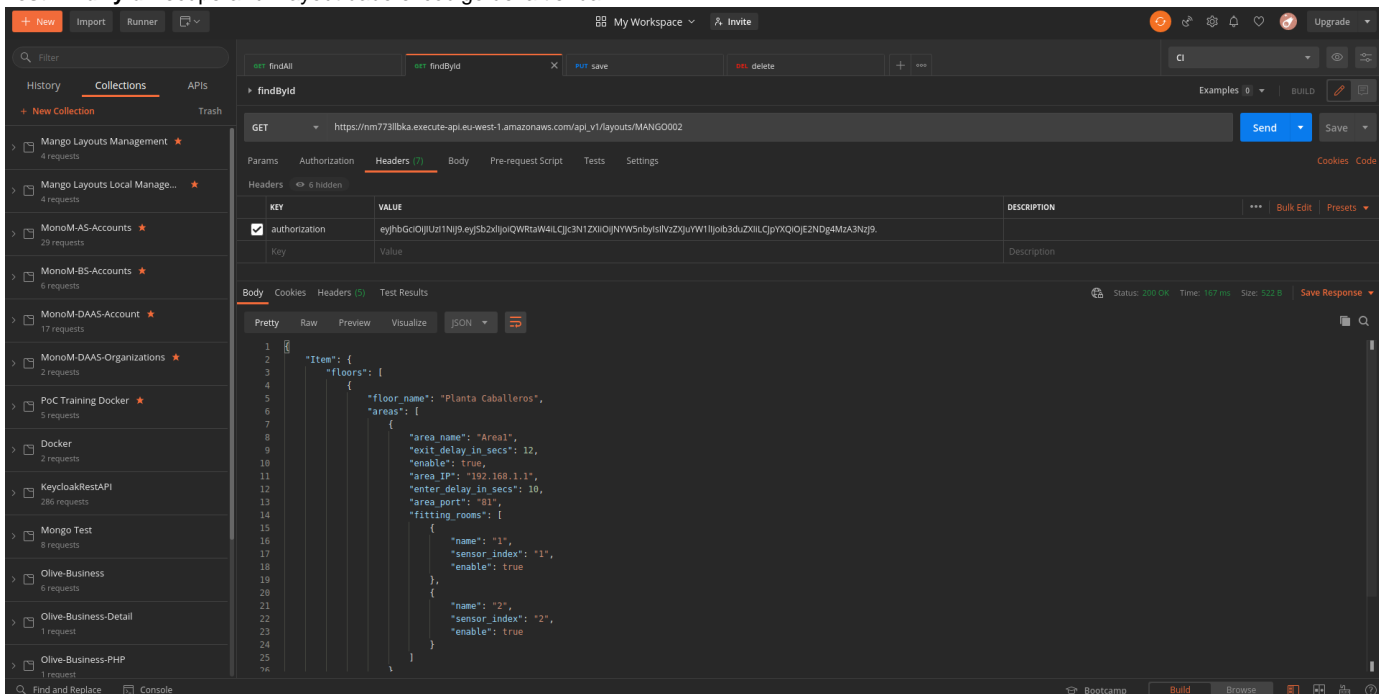 + New Import Runner My Workspace Invite Upgrade
Filter
History Collections APIs
+ New Collection Trash
Mango Layouts Management ★
4 requests
Mango Layouts Local Manage... ★
4 requests
MonoM-AS-Accounts ★
29 requests
MonoM-BS-Accounts ★
6 requests
MonoM-DAAS-Account ★
17 requests
MonoM-DAAS-Organizations ★
2 requests
PoC Training Docker ★
5 requests
Docker
2 requests
KeycloakRestAPI
286 requests
Mongo Test
8 requests
Olive-Business
6 requests
Olive-Business-Detail
1 request
Olive-Business-PHP
1 request
GET findAll GET findById X PUT save DEL delete + ••• CI
findById Examples 0 BUILD
GET https://nm773llbka.execute-api.eu-west-1.amazonaws.com/api_v1/layouts/MANGO002 Send Save
Params Authorization Headers (7) Body Pre-request Script Tests Settings Cookies Code
Headers 6 hidden
KEY VALUE DESCRIPTION ••• Bulk Edit Presets
authorization
Key Value Description
Body Cookies Headers (5) Test Results Status: 200 OK Time: 167 ms Size: 522 B Save Response
Pretty Raw Preview Visualize JSON
1 {
2 "Item": {
3 "floors": [
4 {
5 "floor_name": "Planta Caballeros",
6 "areas": [
7 {
8 "area_name": "Area1",
9 "exit_delay_in_secs": 12,
10 "enable": true,
11 "area_IP": "192.168.1.1",
12 "enter_delay_in_secs": 10,
13 "area_port": "81",
14 "fitting_rooms": [
15 {
16 "name": "1",
17 "sensor_index": "1",
18 "enable": true
19 },
20 {
21 "name": "2",
22 "sensor_index": "2",
23 "enable": true
24 }
25 ]
26 }
Find and Replace Console Bootcamp Build Browse